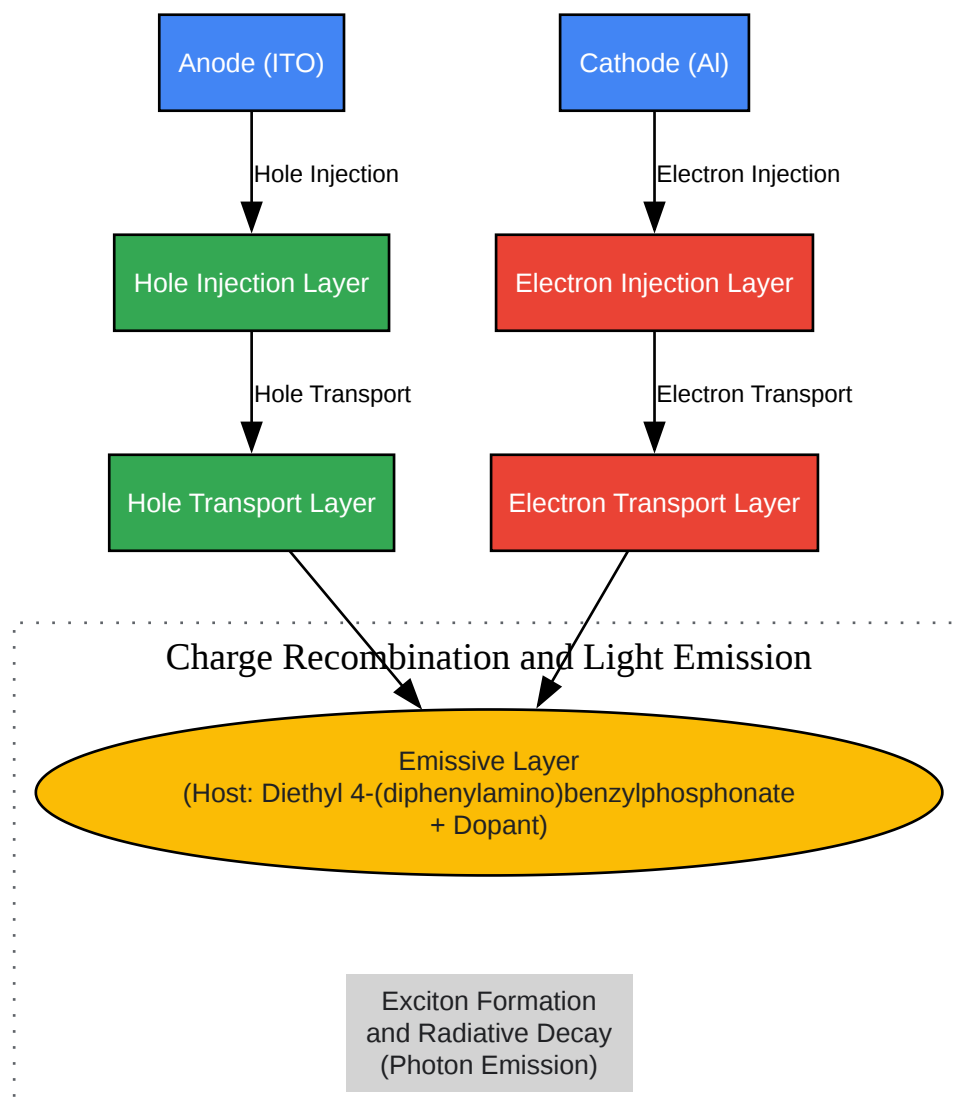 Anode (ITO)
Cathode (Al)
Hole Injection
Electron Injection
Hole Injection Layer
Electron Injection Layer
Hole Transport
Electron Transport
Hole Transport Layer
Electron Transport Layer
Charge Recombination and Light Emission
Emissive Layer
(Host: Diethyl 4-(diphenylamino)benzylphosphonate
+ Dopant)
Exciton Formation
and Radiative Decay
(Photon Emission)